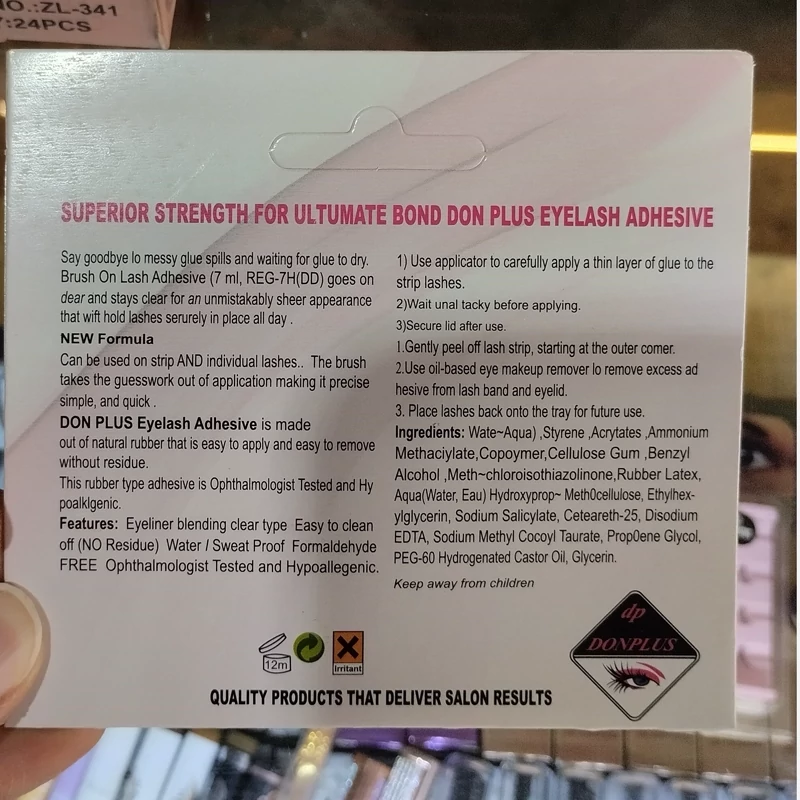 NO.:ZL-341
Y:24PCS
SUPERIOR STRENGTH FOR ULTUMATE BOND DON PLUS EYELASH ADHESIVE
Say goodbye lo messy glue spills and waiting for glue to dry.
Brush On Lash Adhesive (7 ml, REG-7H(DD) goes on
dear and stays clear for an unmistakably sheer appearance
that wift hold lashes serurely in place all day .
NEW Formula
Can be used on strip AND individual lashes.. The brush
takes the guesswork out of application making it precise
simple, and quick .
DON PLUS Eyelash Adhesive is made
out of natural rubber that is easy to apply and easy to remove
without residue.
This rubber type adhesive is Ophthalmologist Tested and Hy
poalklgenic.
Features: Eyeliner blending clear type Easy to clean
off (NO Residue) Water / Sweat Proof Formaldehyde
FREE Ophthalmologist Tested and Hypoallegenic.
1) Use applicator to carefully apply a thin layer of glue to the
strip lashes.
2)Wait unal tacky before applying.
3)Secure lid after use.
1.Gently peel off lash strip, starting at the outer comer.
2.Use oil-based eye makeup remover lo remove excess ad
hesive from lash band and eyelid.
3. Place lashes back onto the tray for future use.
Ingredients: Wate~Aqua) ,Styrene ,Acrytates ,Ammonium
Methaciylate,Copoymer,Cellulose Gum ,Benzyl
Alcohol ,Meth~chloroisothiazolinone,Rubber Latex,
Aqua(Water, Eau) Hydroxyprop~ Meth0cellulose, Ethylhex-
ylglycerin, Sodium Salicylate, Ceteareth-25, Disodium
EDTA, Sodium Methyl Cocoyl Taurate, Prop0ene Glycol,
PEG-60 Hydrogenated Castor Oil, Glycerin.
Keep away from children
12m
Irritant
dp
DONPLUS
QUALITY PRODUCTS THAT DELIVER SALON RESULTS